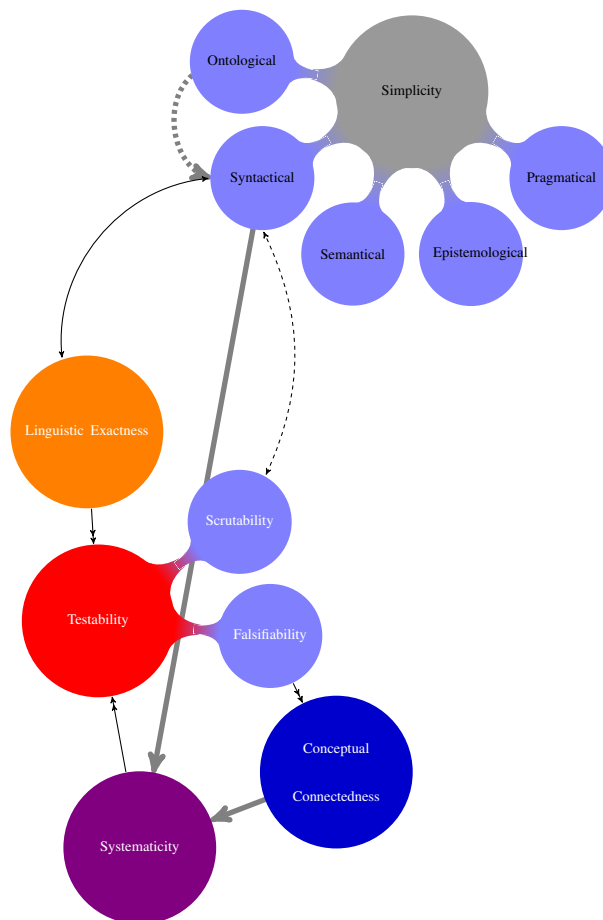 Ontological
Simplicity
Syntactical
Pragmatical
Semantical
Epistemological
Linguistic Exactness
Scrutability
Testability
Falsifiability
Conceptual
Connectedness
Systematicity